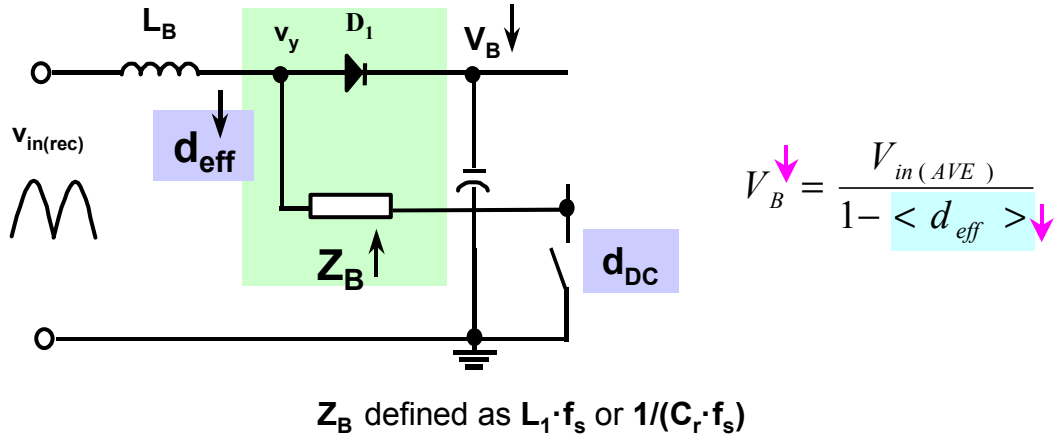 L_B
v_y
D_1
V_B
v_in(rec)
d_eff
Z_B
d_DC
V_B = V_in(AVE) / 1- < d_eff >
Z_B defined as L_1·f_s or 1/(C_r·f_s)